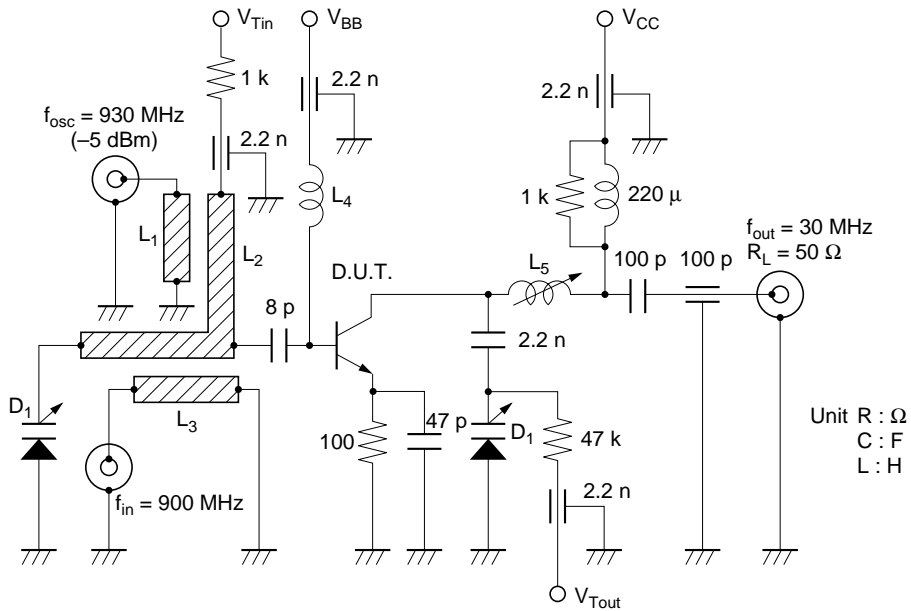 V_Tin
V_BB
V_CC
1 k
2.2 n
2.2 n
f_osc = 930 MHz
(–5 dBm)
2.2 n
L_4
1 k
220 μ
L_1
L_2
f_out = 30 MHz
R_L = 50 Ω
D.U.T.
L_5
100 p
100 p
8 p
2.2 n
D_1
L_3
100
47 p
D_1
47 k
Unit R : Ω
C : F
L : H
f_in = 900 MHz
2.2 n
V_Tout